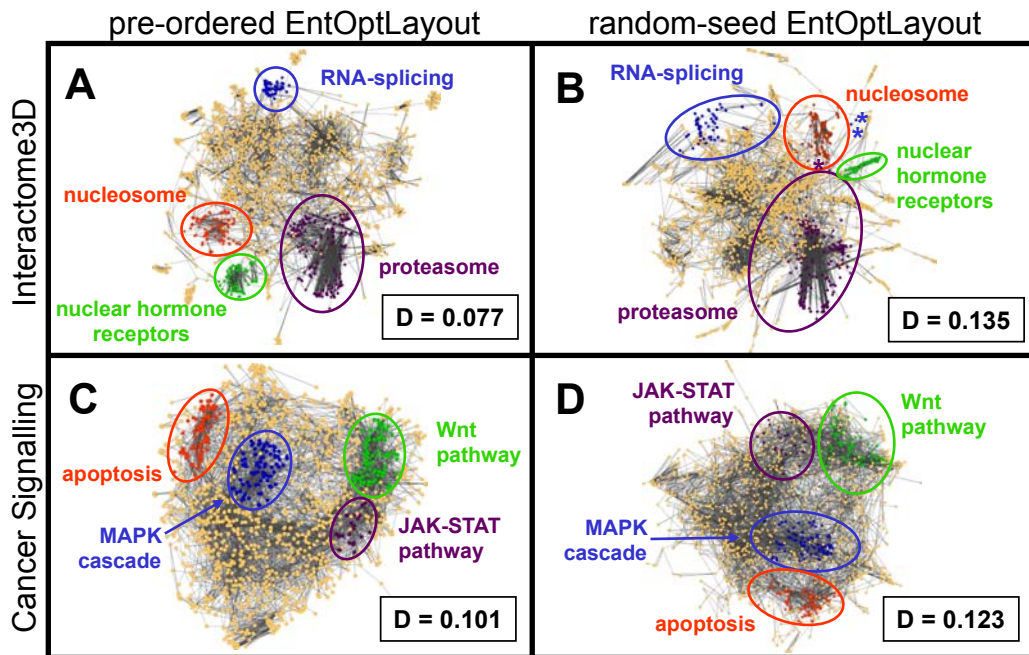 pre-ordered EntOptLayout
random-seed EntOptLayout
Interactome3D
A
RNA-splicing
nucleosome
proteasome
nuclear hormone
receptors
D = 0.077
B
RNA-splicing
nucleosome
*
*
*
nuclear
hormone
receptors
proteasome
D = 0.135
Cancer Signalling
C
Wnt
pathway
apoptosis
MAPK
cascade
JAK-STAT
pathway
D = 0.101
D
JAK-STAT
pathway
Wnt
pathway
MAPK
cascade
apoptosis
D = 0.123